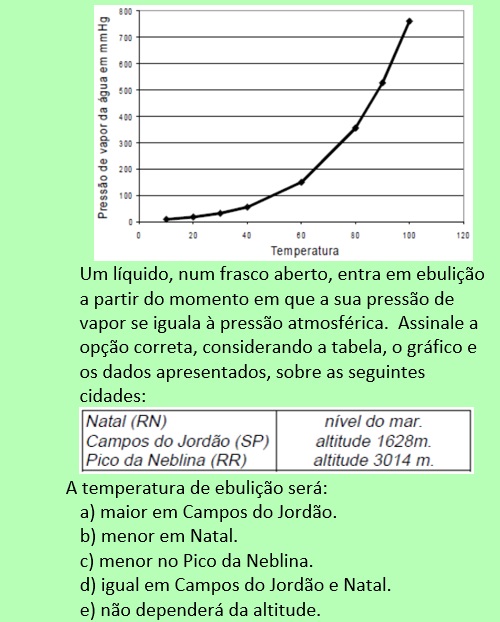 800
700
600
500
400
300
200
100
0
Pressão de vapor da água em mmHg
0 20 40 60 80 100 120
Temperatura
Um líquido, num frasco aberto, entra em ebulição
a partir do momento em que a sua pressão de
vapor se iguala à pressão atmosférica. Assinale a
opção correta, considerando a tabela, o gráfico e
os dados apresentados, sobre as seguintes
cidades:
Natal (RN) nível do mar.
Campos do Jordão (SP) altitude 1628m.
Pico da Neblina (RR) altitude 3014 m.
A temperatura de ebulição será:
a) maior em Campos do Jordão.
b) menor em Natal.
c) menor no Pico da Neblina.
d) igual em Campos do Jordão e Natal.
e) não dependerá da altitude.